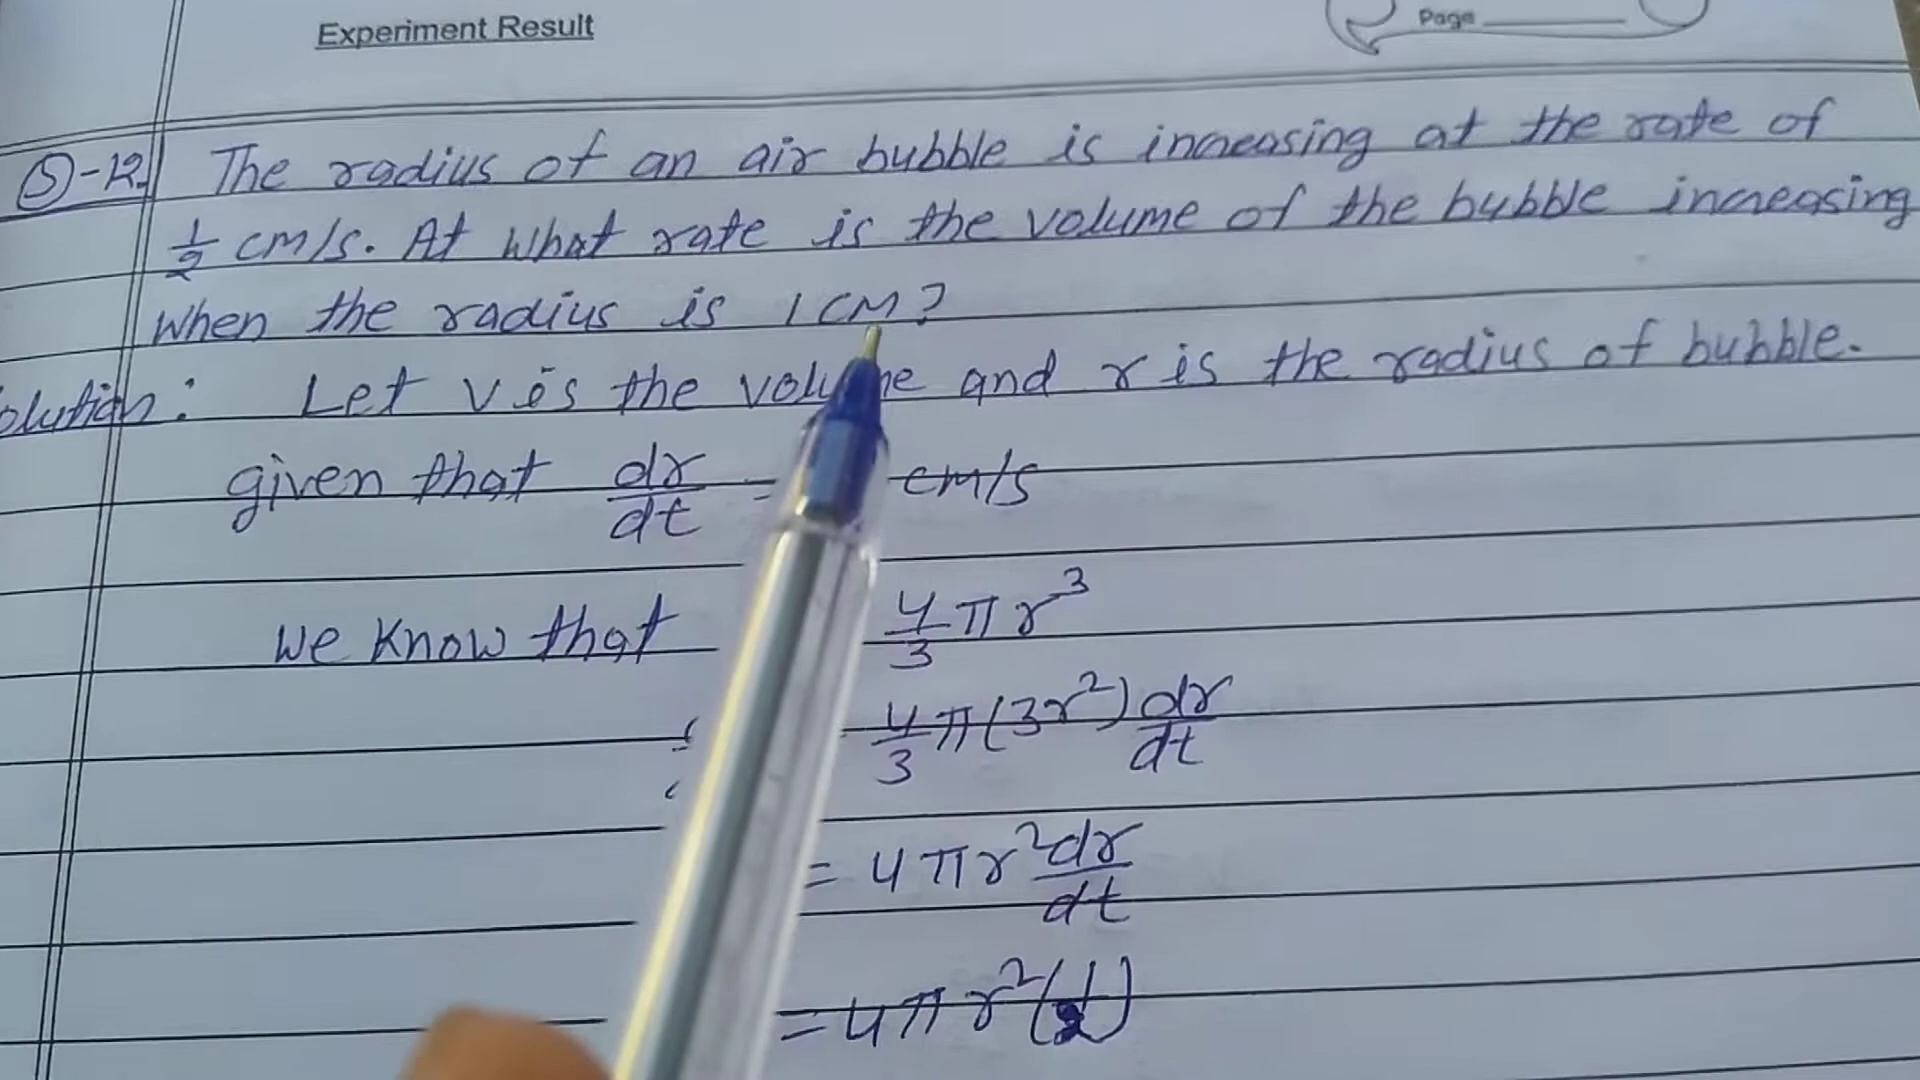 Experiment Result
Page
⑤-12. The radius of an air bubble is increasing at the rate of
1/2 cm/s. At what rate is the volume of the bubble increasing
when the radius is 1 CM?
olution: Let V is the volume and r is the radius of bubble.
given that dr/dt = cm/s
we know that 4/3 π r³
4/3 π(3r²) dr/dt
= 4πr² dr/dt
= 4πr²(1/2)